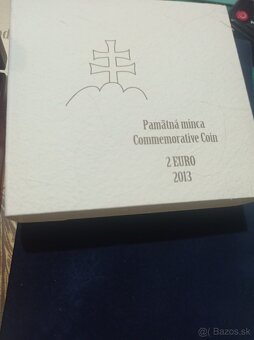 Pamätná minca
Commemorative Coin
2 EURO
2013
© Bazos.sk